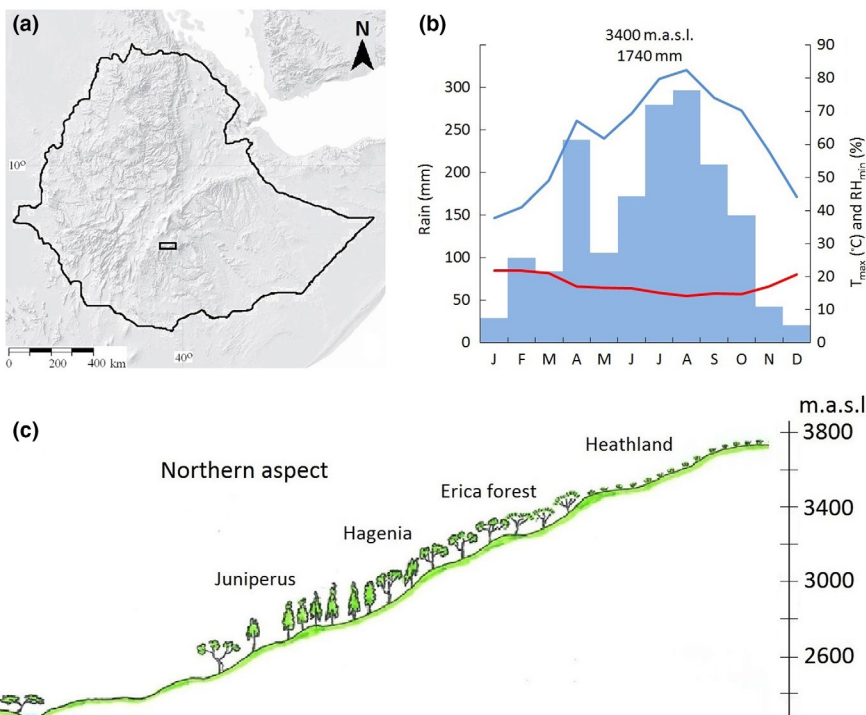 (a)
N
10°
0 200 400 km
40°
(b)
3400 m.a.s.l.
1740 mm
Rain (mm)
350
300
250
200
150
100
50
0
J F M A M J J A S O N D
90
80
70
60
50
40
30
20
10
0
Tmax (°C) and RHmin (%)
(c)
Northern aspect
Juniperus
Hagenia
Erica forest
Heathland
m.a.s.l
3800
3400
3000
2600